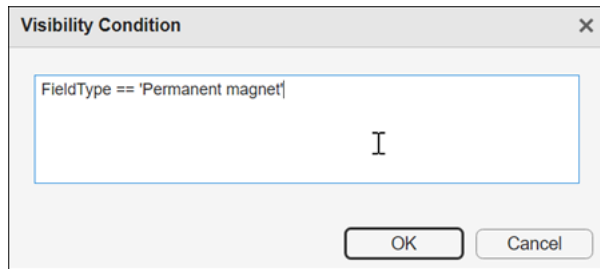 Visibility Condition
FieldType == 'Permanent magnet'
OK
Cancel